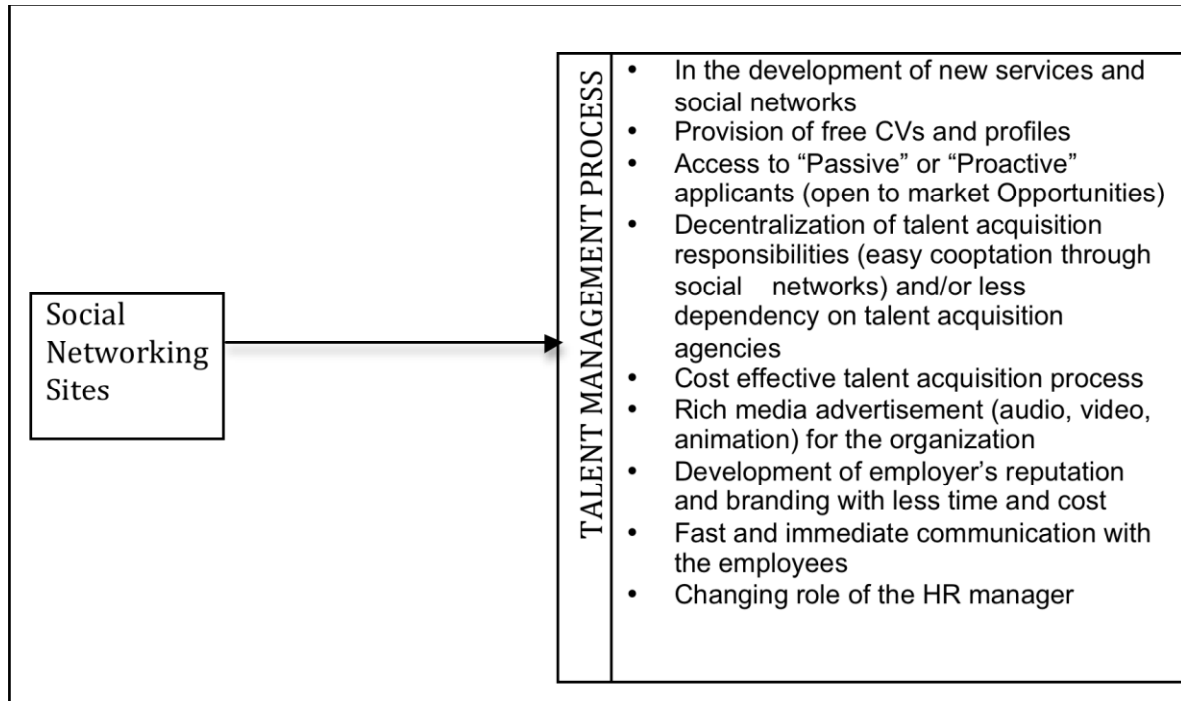 Social
Networking
Sites
TALENT MANAGEMENT PROCESS
• In the development of new services and
social networks
• Provision of free CVs and profiles
• Access to “Passive” or “Proactive”
applicants (open to market Opportunities)
• Decentralization of talent acquisition
responsibilities (easy cooptation through
social networks) and/or less
dependency on talent acquisition
agencies
• Cost effective talent acquisition process
• Rich media advertisement (audio, video,
animation) for the organization
• Development of employer’s reputation
and branding with less time and cost
• Fast and immediate communication with
the employees
• Changing role of the HR manager